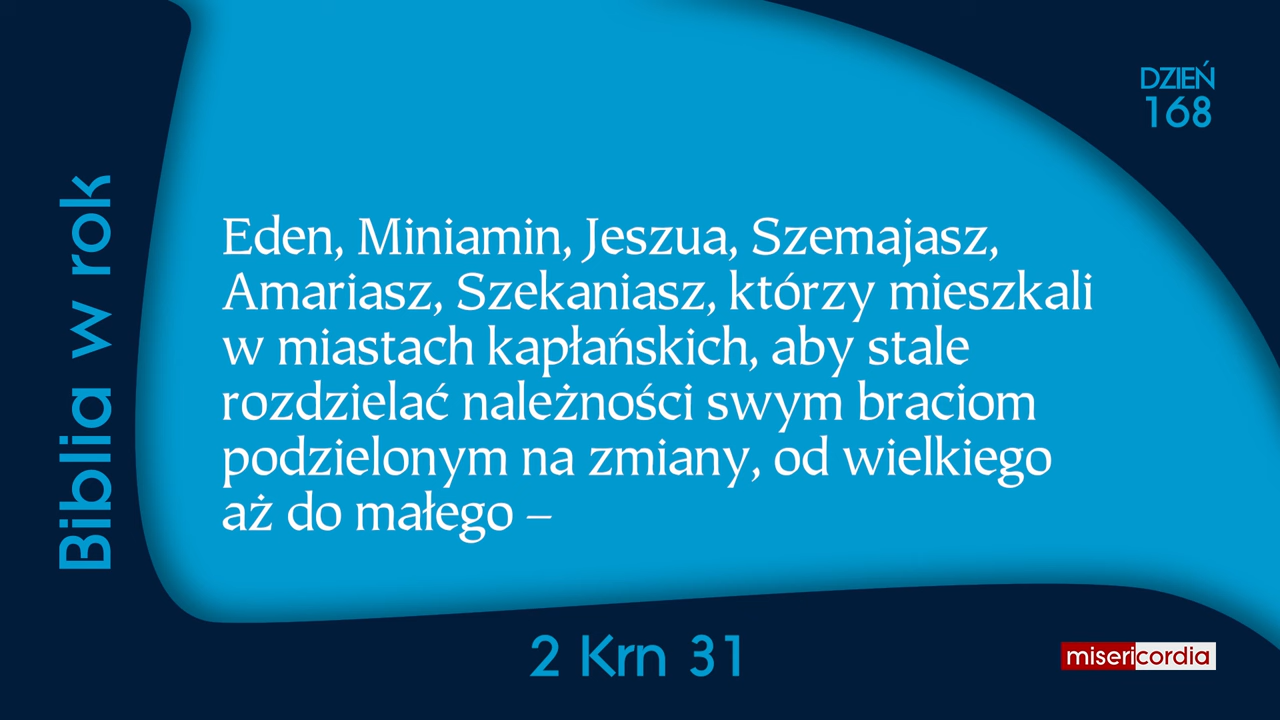 DZIEŃ
168
Biblia w rok
Eden, Miniamin, Jeszua, Szemajasz,
Amariasz, Szekaniasz, którzy mieszkali
w miastach kapłańskich, aby stale
rozdzielać należności swym braciom
podzielonym na zmiany, od wielkiego
aż do małego –
2 Krn 31
misericordia